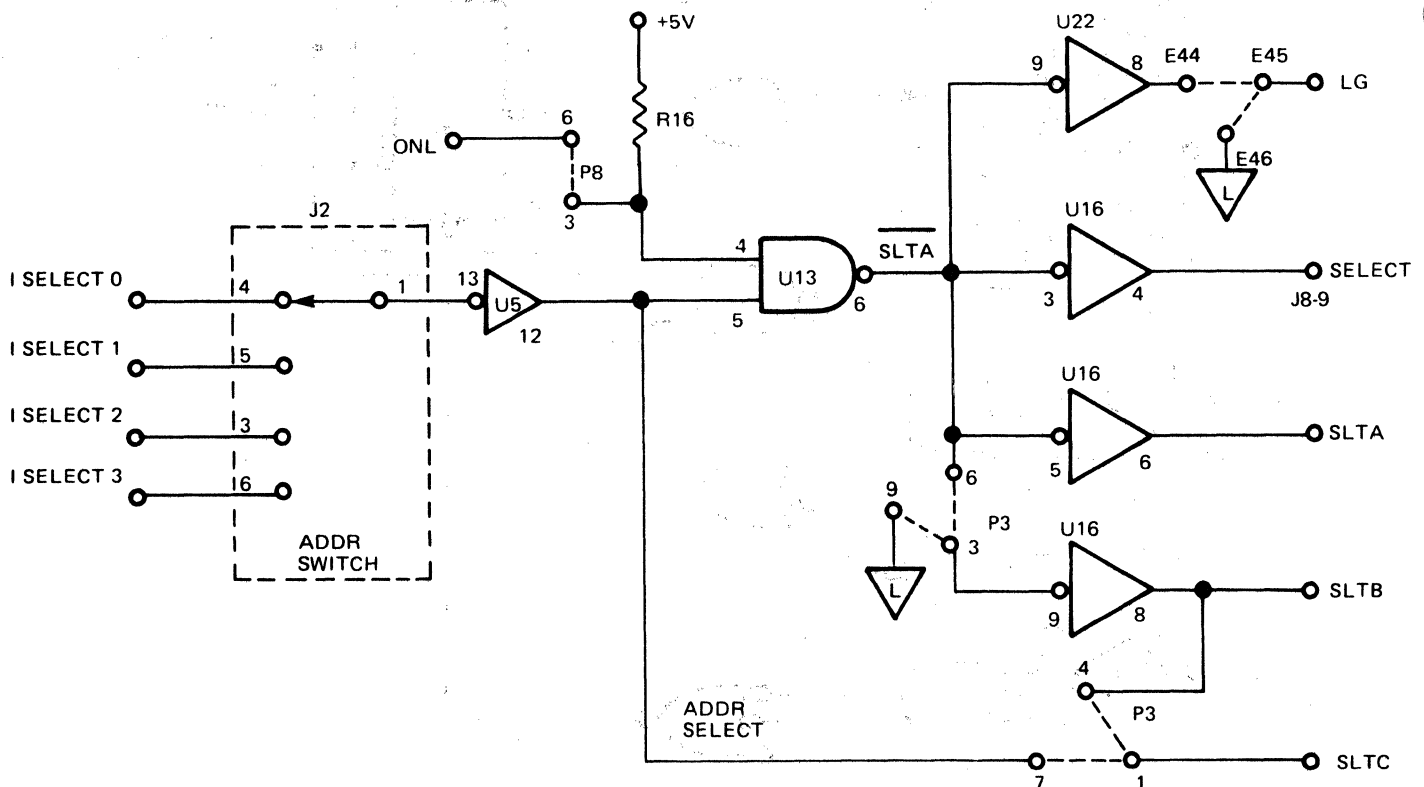 +5V
U22
9
8
E44
E45
LG
E46
L
R16
6
ONL
P8
3
J2
I SELECT 0
4
1
13
U5
12
4
5
U13
6
SLTA
U16
3
4
SELECT
J8-9
I SELECT 1
5
I SELECT 2
3
I SELECT 3
6
ADDR
SWITCH
U16
5
6
SLTA
6
9
P3
3
L
U16
9
8
SLTB
4
P3
ADDR
SELECT
7
1
SLTC